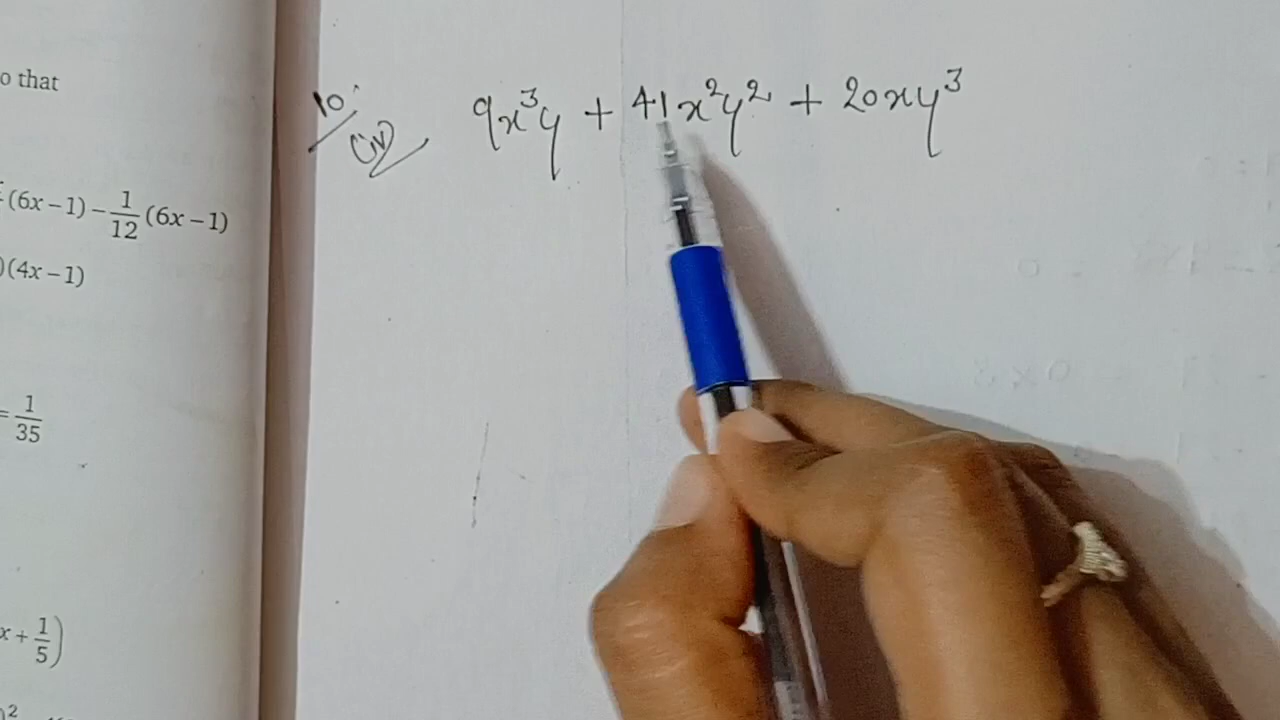 o that
(6x – 1) – 1/12 (6x – 1)
)(4x – 1)
= 1/35
x + 1/5)
10.
(iv)
9x³y + 41x²y² + 20xy³